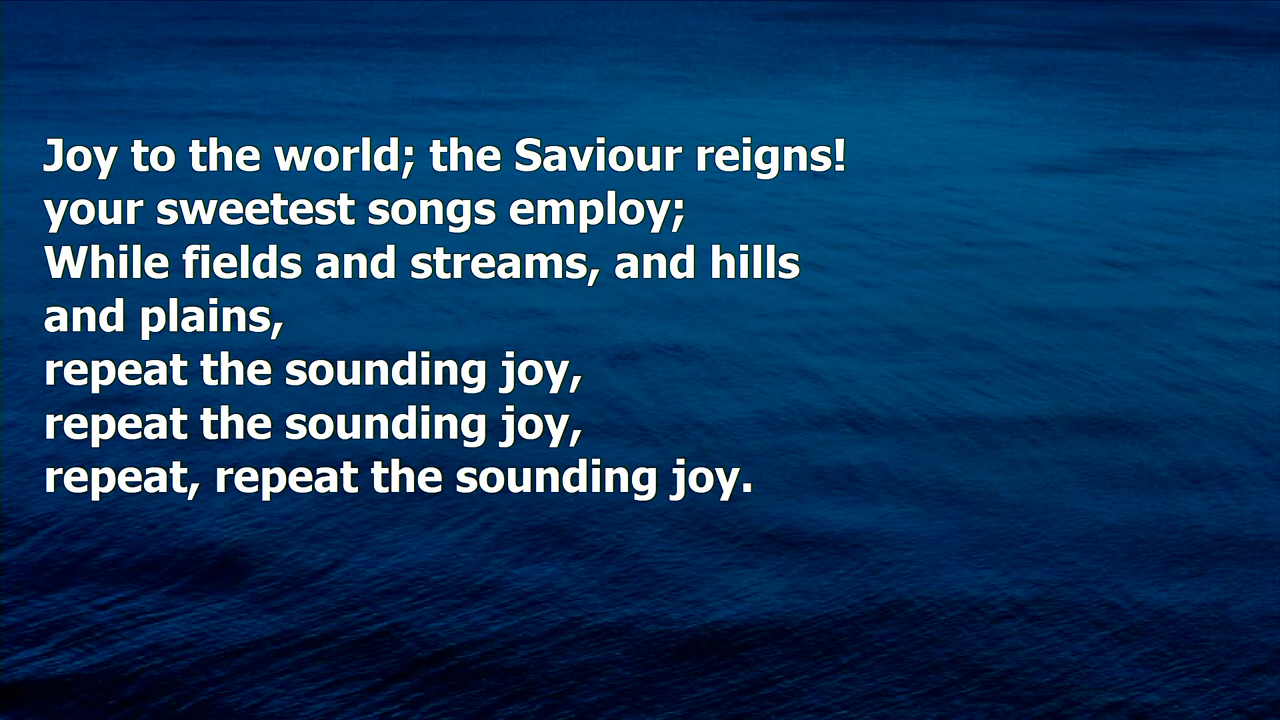 Joy to the world; the Saviour reigns!
your sweetest songs employ;
While fields and streams, and hills
and plains,
repeat the sounding joy,
repeat the sounding joy,
repeat, repeat the sounding joy.